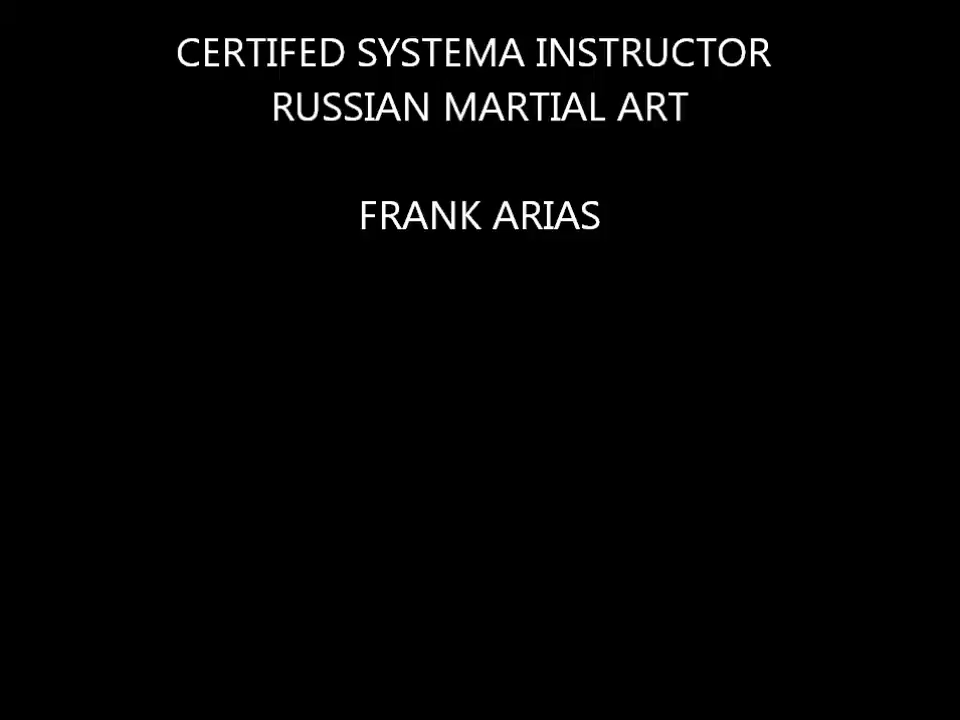 CERTIFED SYSTEMA INSTRUCTOR
RUSSIAN MARTIAL ART
FRANK ARIAS